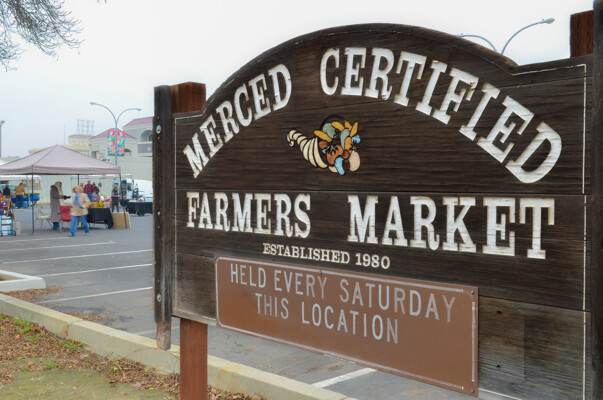 MERCED CERTIFIED
FARMERS MARKET
ESTABLISHED 1980
HELD EVERY SATURDAY
THIS LOCATION